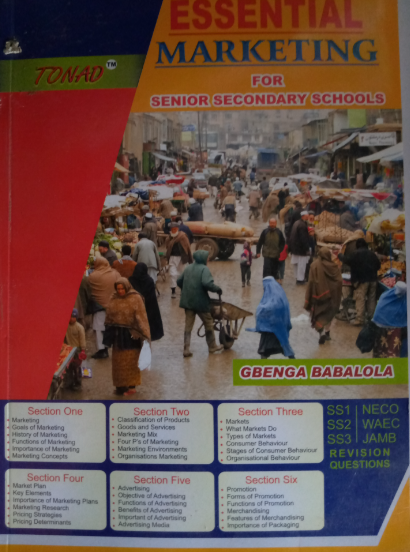 ESSENTIAL
MARKETING
TONAD™
FOR
SENIOR SECONDARY SCHOOLS
GBENGA BABALOLA
Section One
Marketing
Goals of Marketing
History of Marketing
Functions of Marketing
Importance of Marketing
Marketing Concepts
Section Two
Classification of Products
Goods and Services
Merketing Mix
Four P's of Marketing
Marketing Environments
Organisations Marketing
Section Three
Markets
What Markets Do
Types of Markets
Consumer Behaviour
Stages of Consumer Behaviour
Organisational Behaviour
SS1 NECO
SS2 WAEC
SS3 JAMB
REVISION
QUESTIONS
Section Four
Market Plan
Key Elements
Importance of Marketing Plans
Marketing Research
Pricing Strategies
Pricing Determinants
Section Five
Advertising
Objective of Advertising
Functions of Advertising
Benefits of Advertising
Importent of Advertising
Advertising Media
Section Six
Promotion
Forms of Promotion
Functions of Promotion
Merchandising
Features of Merchandising
Importance of Packaging